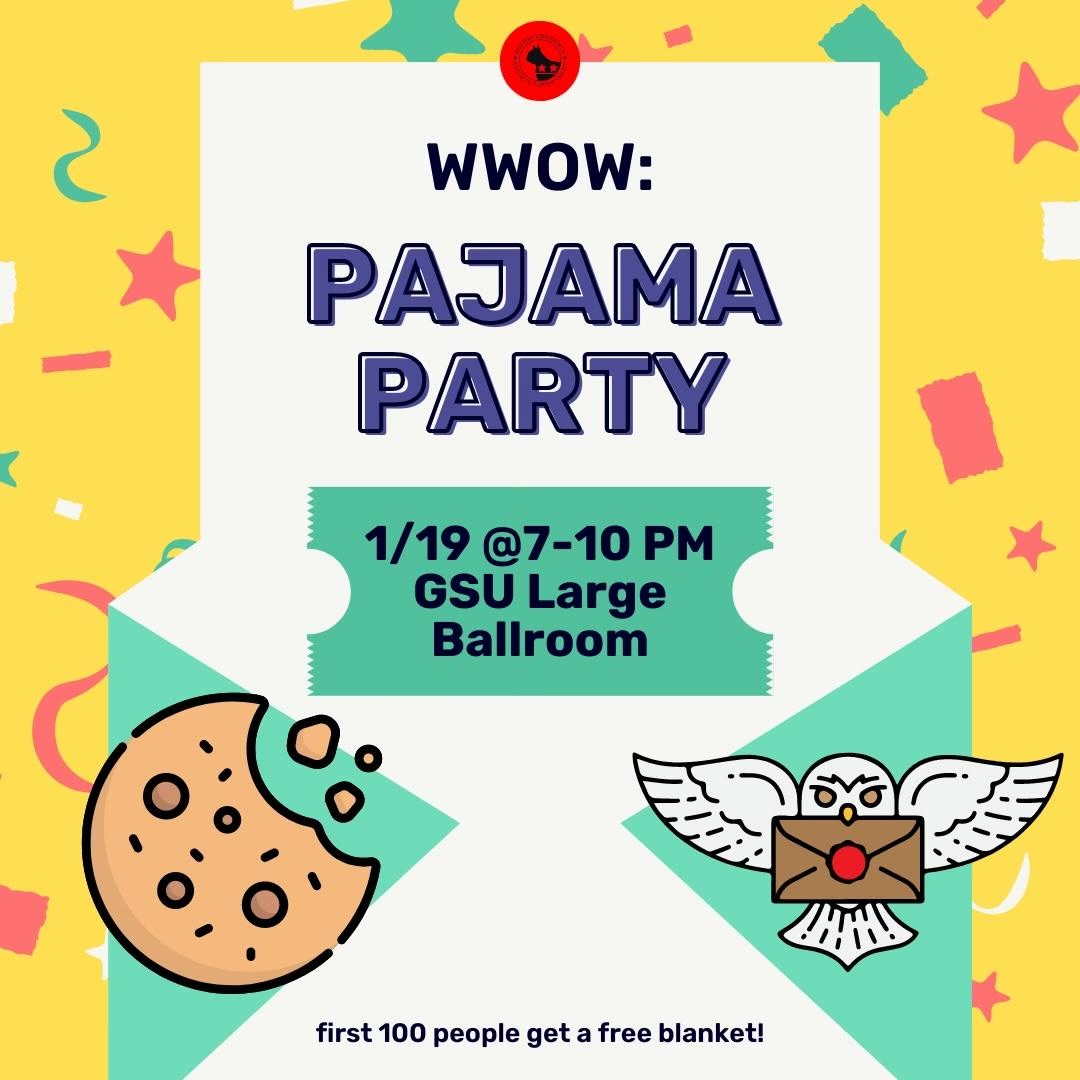 WWOW:
PAJAMA
PARTY
1/19 @7-10 PM
GSU Large
Ballroom
first 100 people get a free blanket!